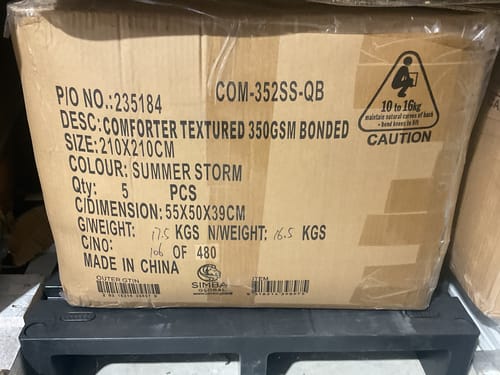 P/O NO.:235184 COM-352SS-QB
DESC:COMFORTER TEXTURED 350GSM BONDED
SIZE:210X210CM
COLOUR: SUMMER STORM
Qty: 5 PCS
C/DIMENSION:55X50X39CM
G/WEIGHT: 17.5 KGS N/WEIGHT: 16.5 KGS
C/NO: 106 OF 480
MADE IN CHINA
10 to 16kg
maintain natural curves of back
• bend knees to lift
CAUTION
OUTER GTIN
SIMBA
GLOBAL
ITEM